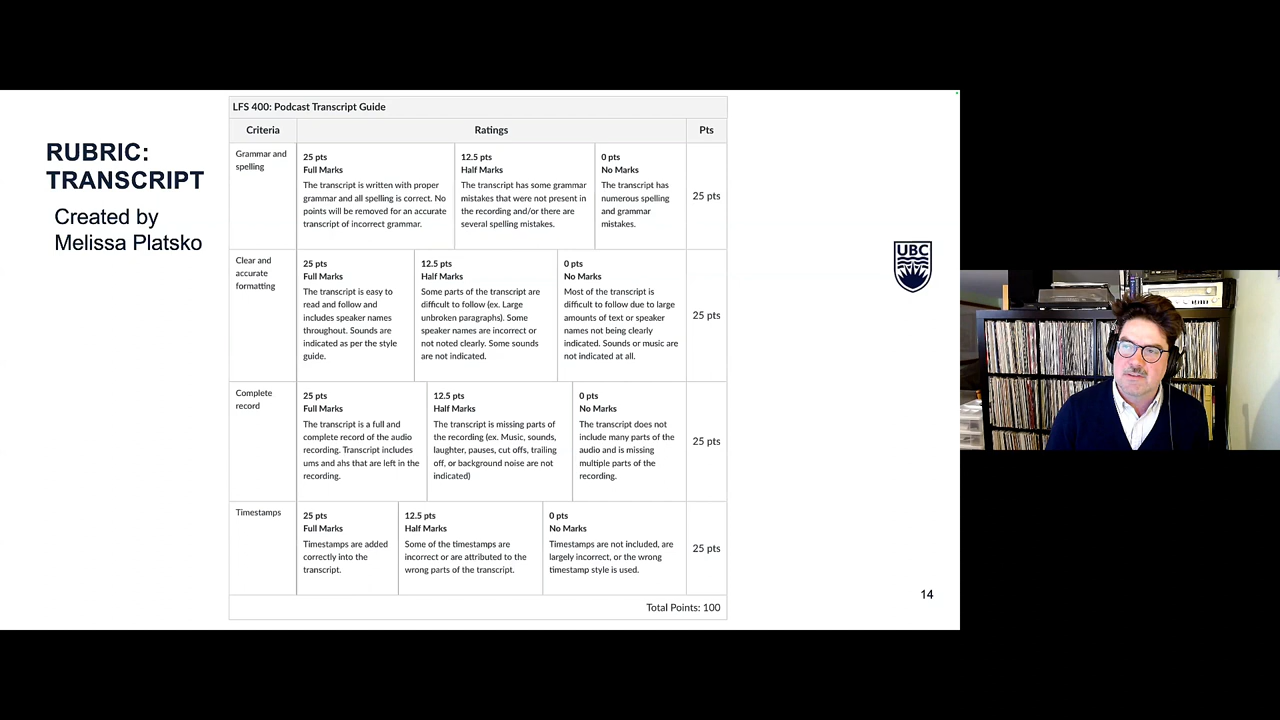 RUBRIC:
TRANSCRIPT
Created by
Melissa Platsko
LFS 400: Podcast Transcript Guide
Criteria
Ratings
Pts
Grammar and
spelling
25 pts
Full Marks
The transcript is written with proper
grammar and all spelling is correct. No
points will be removed for an accurate
transcript of incorrect grammar.
12.5 pts
Half Marks
The transcript has some grammar
mistakes that were not present in
the recording and/or there are
several spelling mistakes.
0 pts
No Marks
The transcript has
numerous spelling
and grammar
mistakes.
25 pts
Clear and
accurate
formatting
25 pts
Full Marks
The transcript is easy to
read and follow and
includes speaker names
throughout. Sounds are
indicated as per the style
guide.
12.5 pts
Half Marks
Some parts of the transcript are
difficult to follow (ex. Large
unbroken paragraphs). Some
speaker names are incorrect or
not noted clearly. Some sounds
are not indicated.
0 pts
No Marks
Most of the transcript is
difficult to follow due to large
amounts of text or speaker
names not being clearly
indicated. Sounds or music are
not indicated at all.
25 pts
Complete
record
25 pts
Full Marks
The transcript is a full and
complete record of the audio
recording. Transcript includes
ums and ahs that are left in the
recording.
12.5 pts
Half Marks
The transcript is missing parts of
the recording (ex. Music, sounds,
laughter, pauses, cut offs, trailing
off, or background noise are not
indicated)
0 pts
No Marks
The transcript does not
include many parts of the
audio and is missing
multiple parts of the
recording.
25 pts
Timestamps
25 pts
Full Marks
Timestamps are added
correctly into the
transcript.
12.5 pts
Half Marks
Some of the timestamps are
incorrect or are attributed to the
wrong parts of the transcript.
0 pts
No Marks
Timestamps are not included, are
largely incorrect, or the wrong
timestamp style is used.
25 pts
Total Points: 100
UBC
14